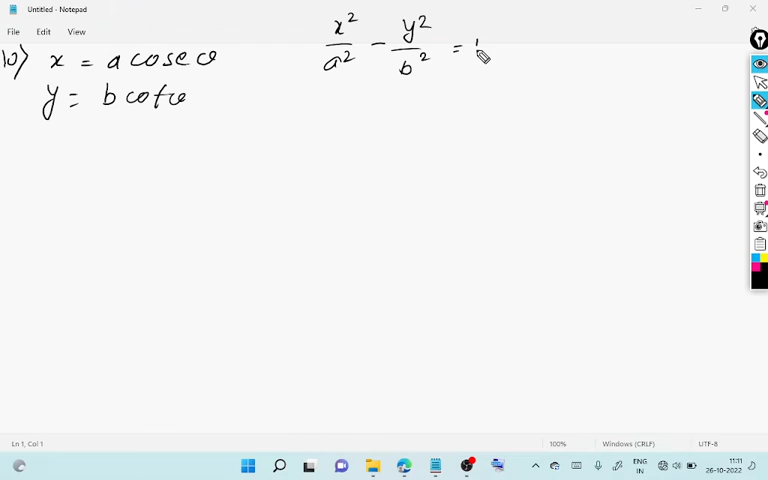 Untitled - Notepad
File Edit View
10) x = a cosec θ
y = b cot θ
x² / a² - y² / b² =
Ln 1, Col 1 100% Windows (CRLF) UTF-8
ENG IN 11:11 26-10-2022